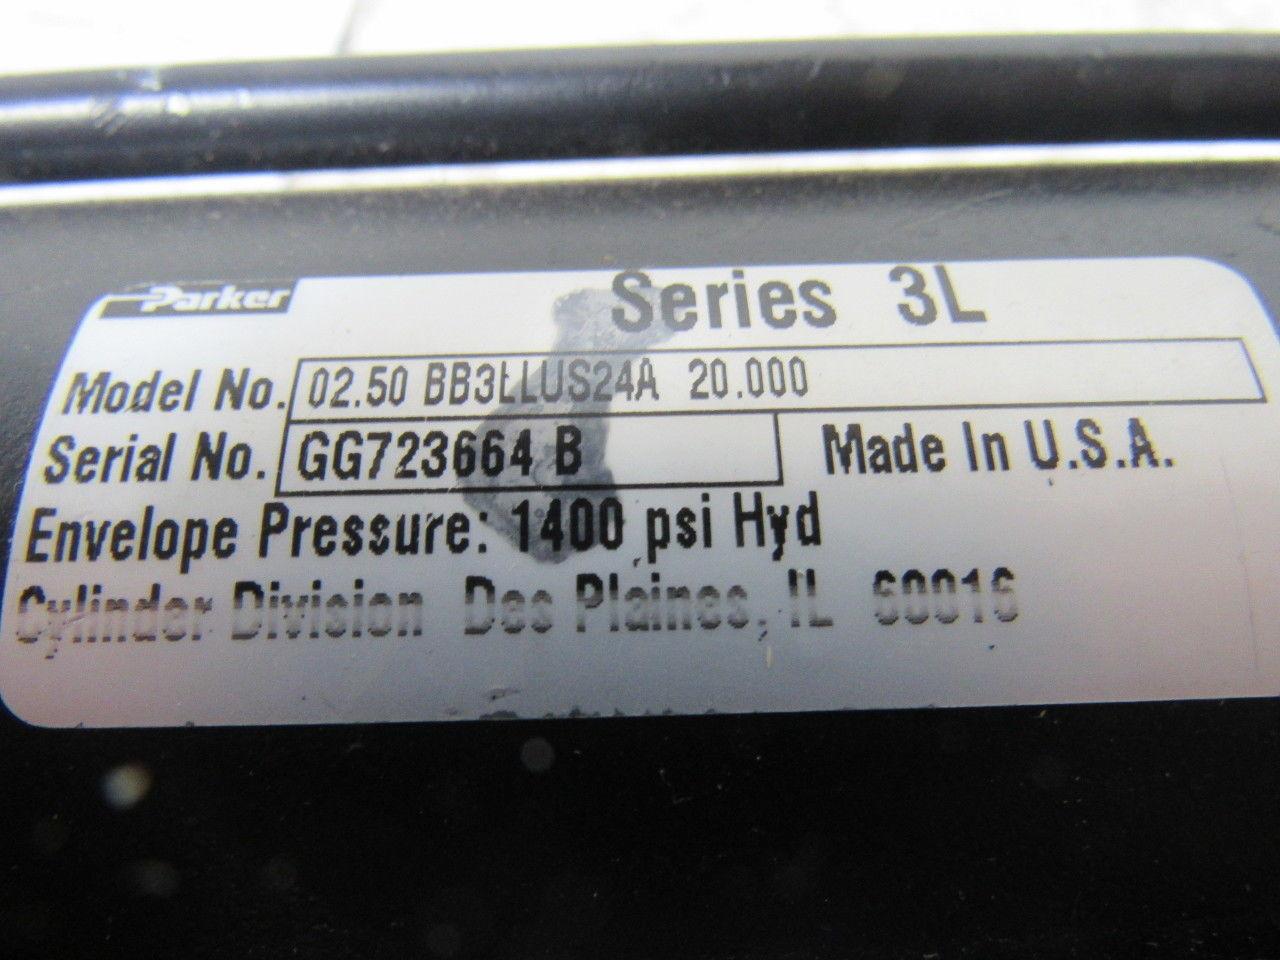 Parker
Series 3L
Model No. 02.50 BB3LLUS24A 20.000
Serial No. GG723664 B
Made In U.S.A.
Envelope Pressure: 1400 psi Hyd
Cylinder Division Des Plaines, IL 60016